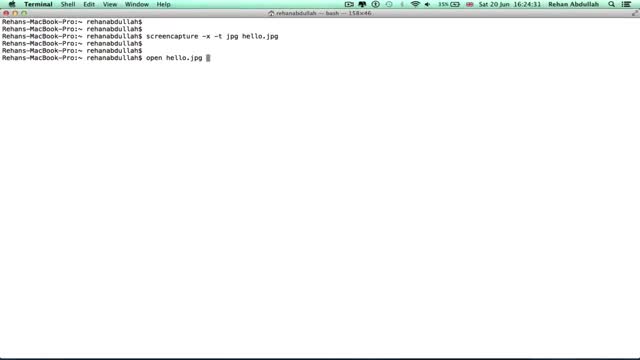 Terminal Shell Edit View Window Help 35% Sat 20 Jun 16:24:31 Rehan Abdullah
rehanabdullah — bash — 158×46
Rehans-MacBook-Pro:~ rehanabdullah$
Rehans-MacBook-Pro:~ rehanabdullah$
Rehans-MacBook-Pro:~ rehanabdullah$ screencapture -x -t jpg hello.jpg
Rehans-MacBook-Pro:~ rehanabdullah$
Rehans-MacBook-Pro:~ rehanabdullah$
Rehans-MacBook-Pro:~ rehanabdullah$ open hello.jpg